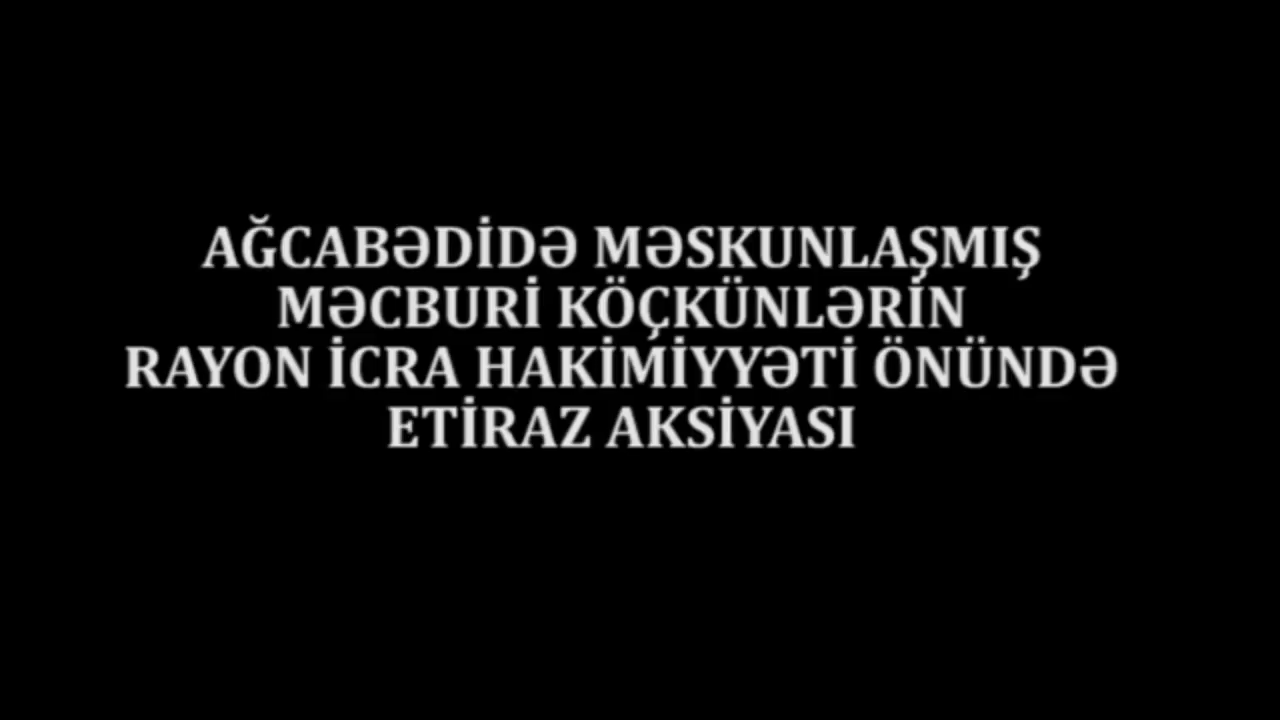 AĞCABƏDİDƏ MƏSKUNLAŞMIŞ
MƏCBURİ KÖÇKÜNLƏRİN
RAYON İCRA HAKİMİYYƏTİ ÖNÜNDƏ
ETİRAZ AKSİYASI